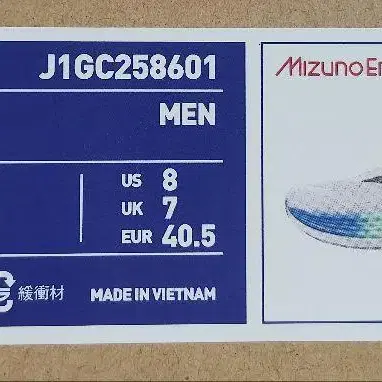 J1GC258601
MEN
US 8
UK 7
EUR 40.5
緩衝材 MADE IN VIETNAM
Mizuno En